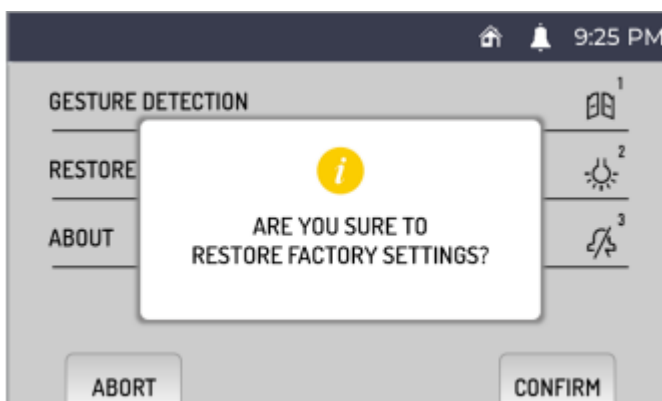 9:25 PM
GESTURE DETECTION
1
RESTORE
2
ABOUT
3
i
ARE YOU SURE TO
RESTORE FACTORY SETTINGS?
ABORT
CONFIRM